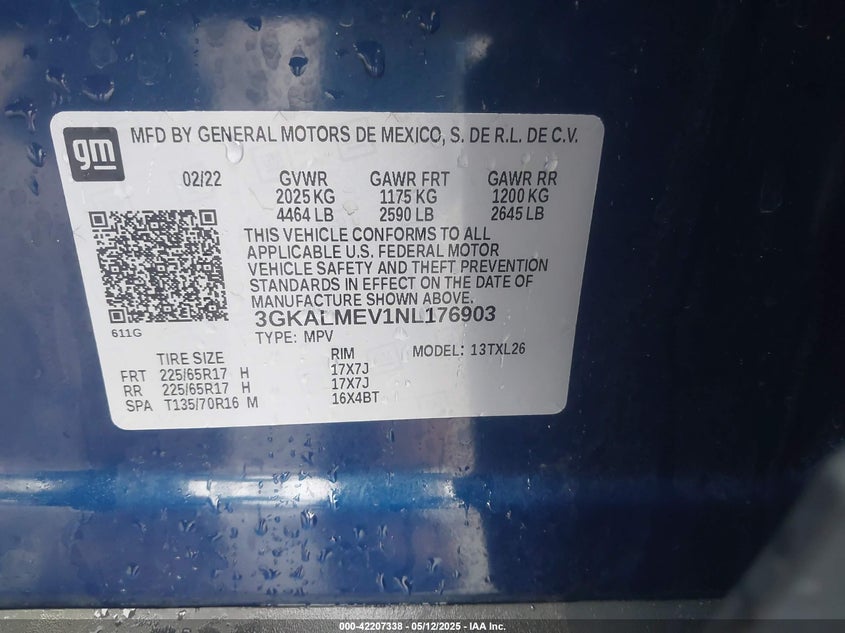 gm
MFD BY GENERAL MOTORS DE MEXICO, S. DE R.L. DE C.V.
02/22 GVWR GAWR FRT GAWR RR
2025 KG 1175 KG 1200 KG
4464 LB 2590 LB 2645 LB
THIS VEHICLE CONFORMS TO ALL
APPLICABLE U.S. FEDERAL MOTOR
VEHICLE SAFETY AND THEFT PREVENTION
STANDARDS IN EFFECT ON THE DATE OF
MANUFACTURE SHOWN ABOVE.
3GKALMEV1NL176903
611G
TYPE: MPV MODEL: 13TXL26
TIRE SIZE RIM
FRT 225/65R17 H 17X7J
RR 225/65R17 H 17X7J
SPA T135/70R16 M 16X4BT
000-42207338 - 05/12/2025 - IAA Inc.